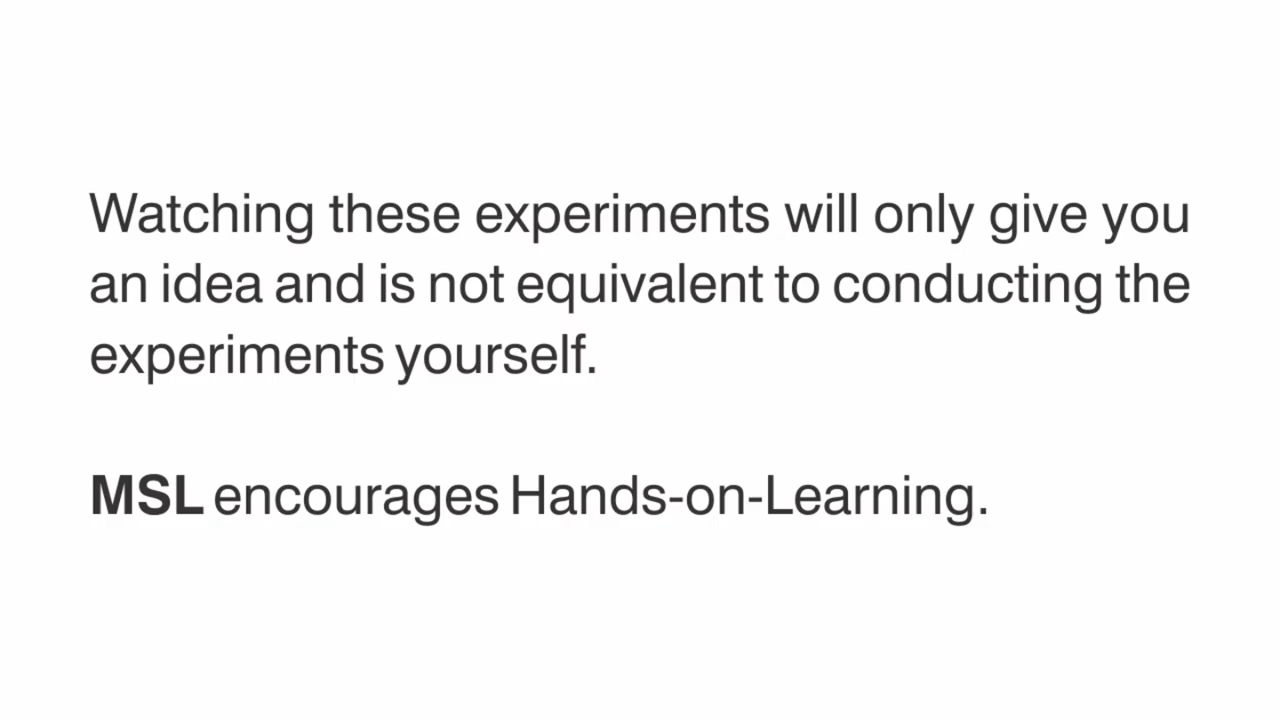 Watching these experiments will only give you
an idea and is not equivalent to conducting the
experiments yourself.
MSL encourages Hands-on-Learning.